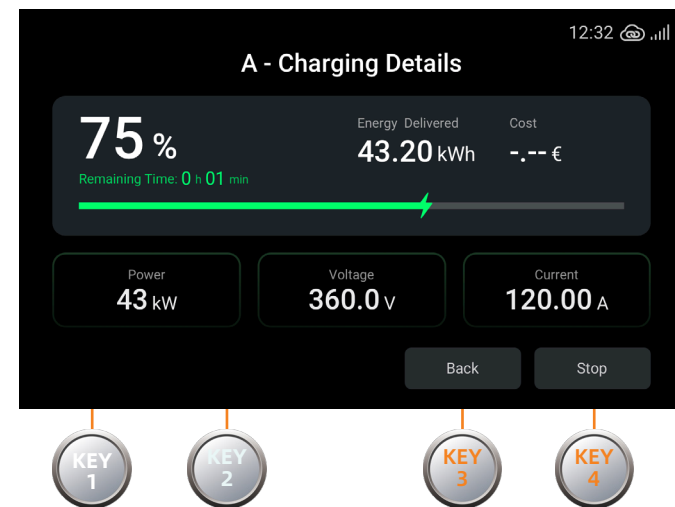 12:32
A - Charging Details
75 %
Remaining Time: 0 h 01 min
Energy Delivered
43.20 kWh
Cost
-.-- €
Power
43 kW
Voltage
360.0 V
Current
120.00 A
Back
Stop
KEY
1
KEY
2
KEY
3
KEY
4